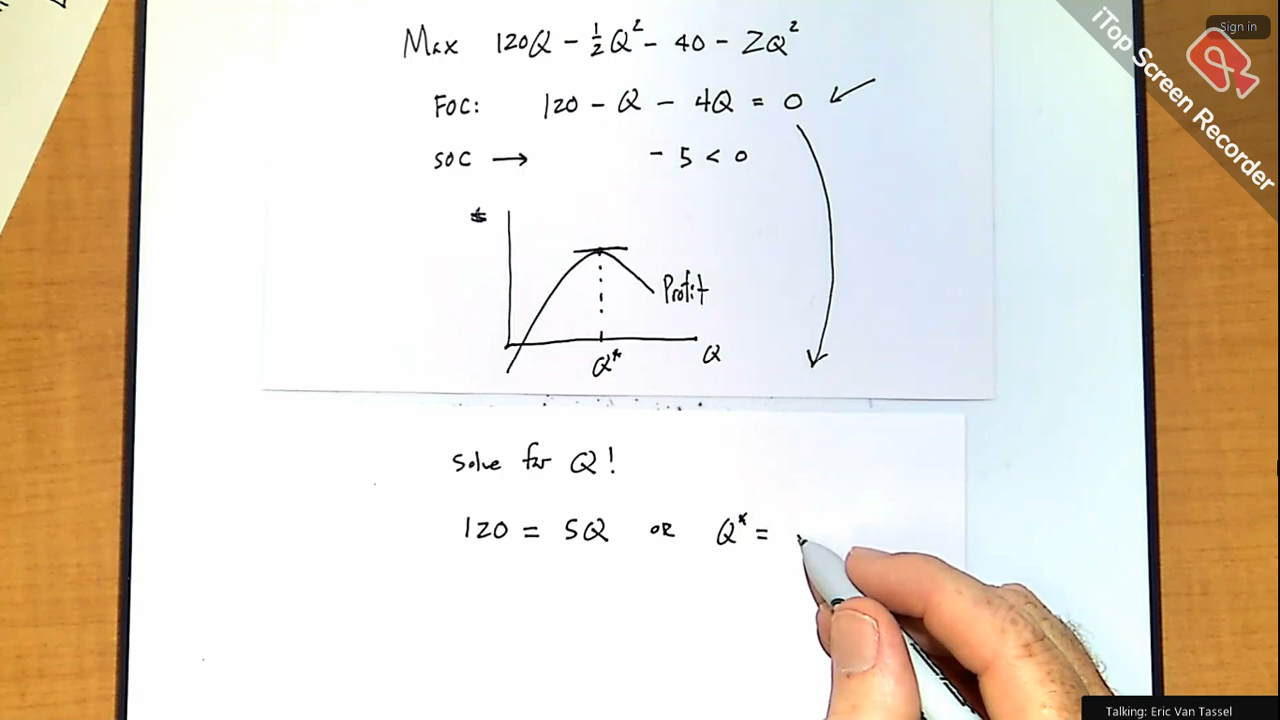 Max 120Q - ½Q² - 40 - 2Q²
FOC: 120 - Q - 4Q = 0
SOC → - 5 < 0
$
Profit
Q*
Q
Solve for Q!
120 = 5Q OR Q* =
Sign in
iTop Screen Recorder
Talking: Eric Van Tassel